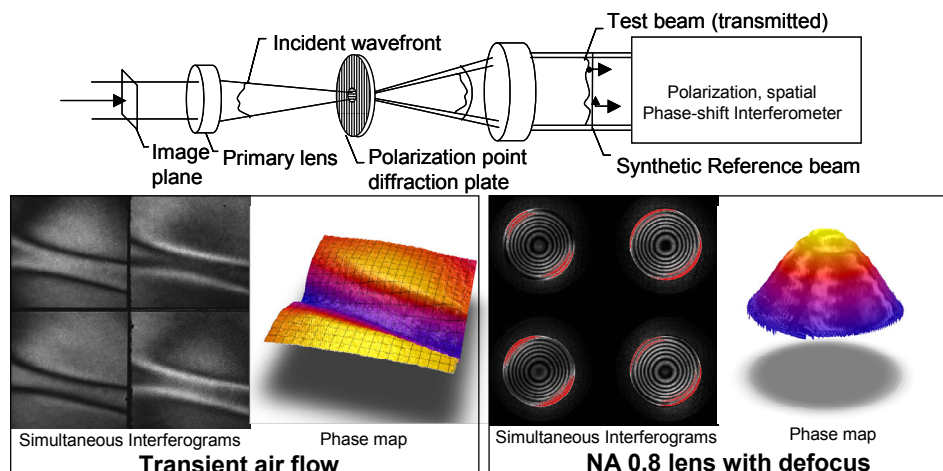 Test beam (transmitted)
Incident wavefront
Polarization, spatial
Phase-shift Interferometer
Image
plane
Primary lens
Polarization point
diffraction plate
Synthetic Reference beam
Simultaneous Interferograms
Phase map
Transient air flow
Simultaneous Interferograms
Phase map
NA 0.8 lens with defocus